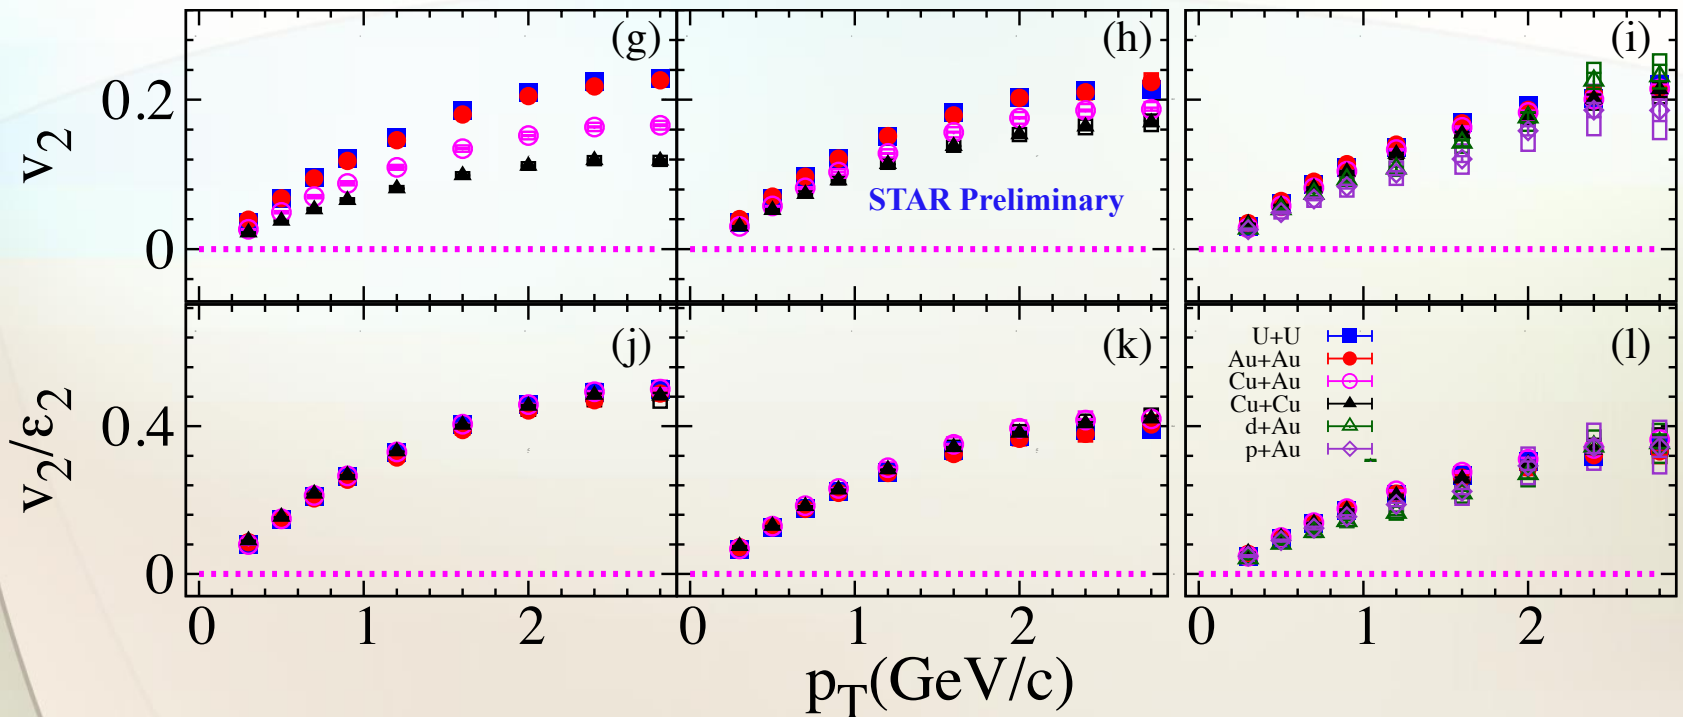 (g)
(h)
(i)
0.2
0
v2
STAR Preliminary
(j)
(k)
(l)
U+U
Au+Au
Cu+Au
Cu+Cu
d+Au
p+Au
0.4
0
v2/ε2
0 1 2 0 1 2 0 1 2
pT(GeV/c)